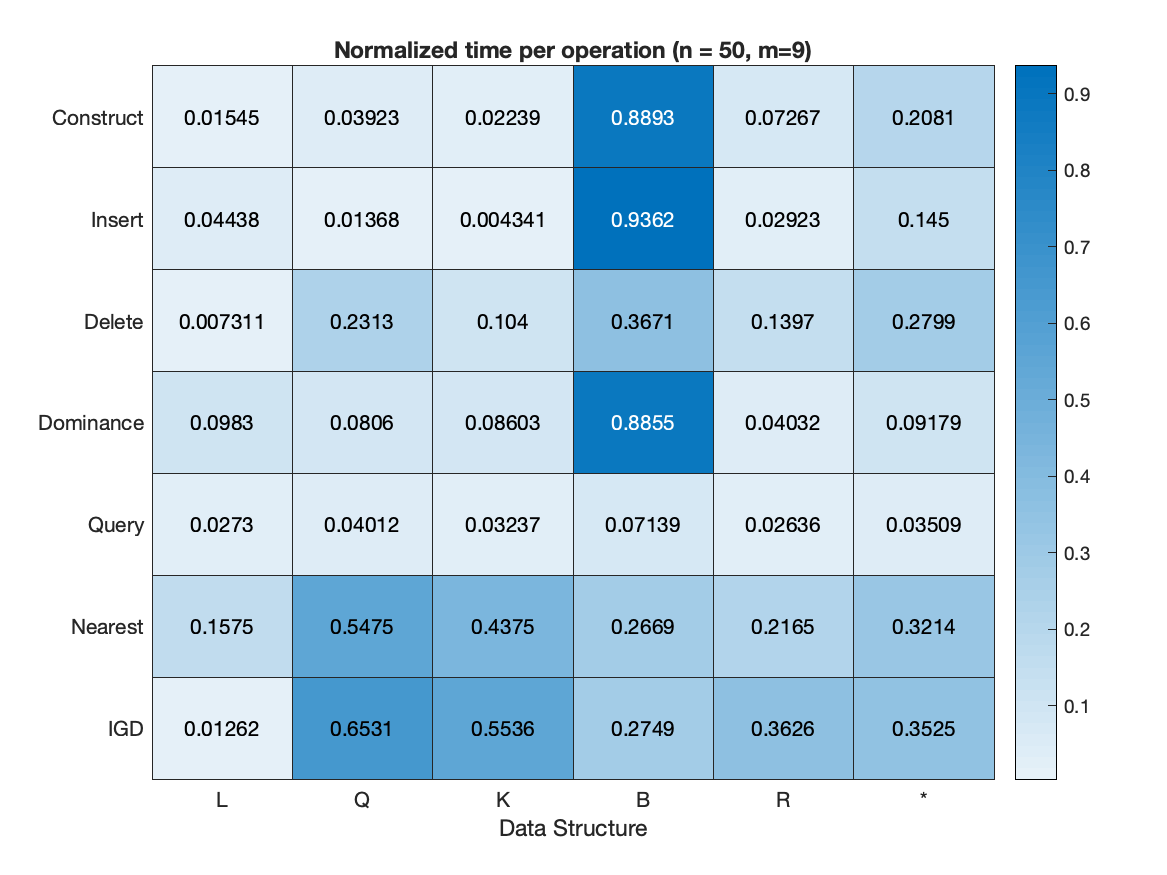 Normalized time per operation (n = 50, m=9)
Construct 0.01545 0.03923 0.02239 0.8893 0.07267 0.2081
Insert 0.04438 0.01368 0.004341 0.9362 0.02923 0.145
Delete 0.007311 0.2313 0.104 0.3671 0.1397 0.2799
Dominance 0.0983 0.0806 0.08603 0.8855 0.04032 0.09179
Query 0.0273 0.04012 0.03237 0.07139 0.02636 0.03509
Nearest 0.1575 0.5475 0.4375 0.2669 0.2165 0.3214
IGD 0.01262 0.6531 0.5536 0.2749 0.3626 0.3525
L Q K B R *
Data Structure
0.9
0.8
0.7
0.6
0.5
0.4
0.3
0.2
0.1